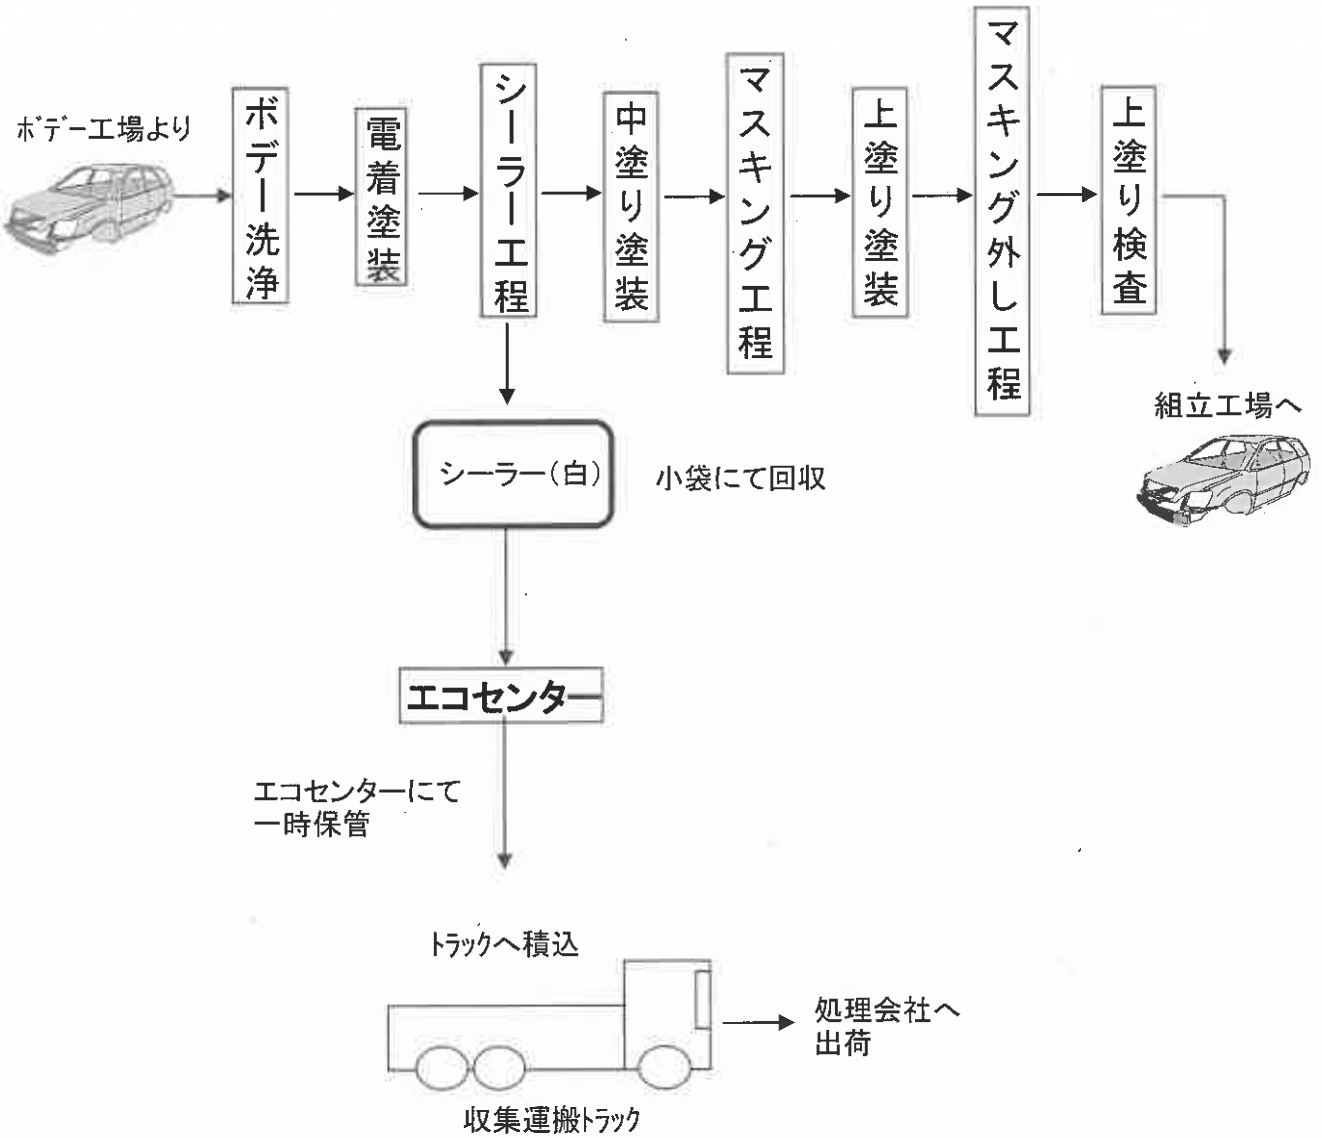 ボデー工場より
ボデー洗浄
電着塗装
シーラー工程
中塗り塗装
マスキング工程
上塗り塗装
マスキング外し工程
上塗り検査
組立工場へ
シーラー(白)
小袋にて回収
エコセンター
エコセンターにて
一時保管
トラックへ積込
処理会社へ
出荷
収集運搬トラック